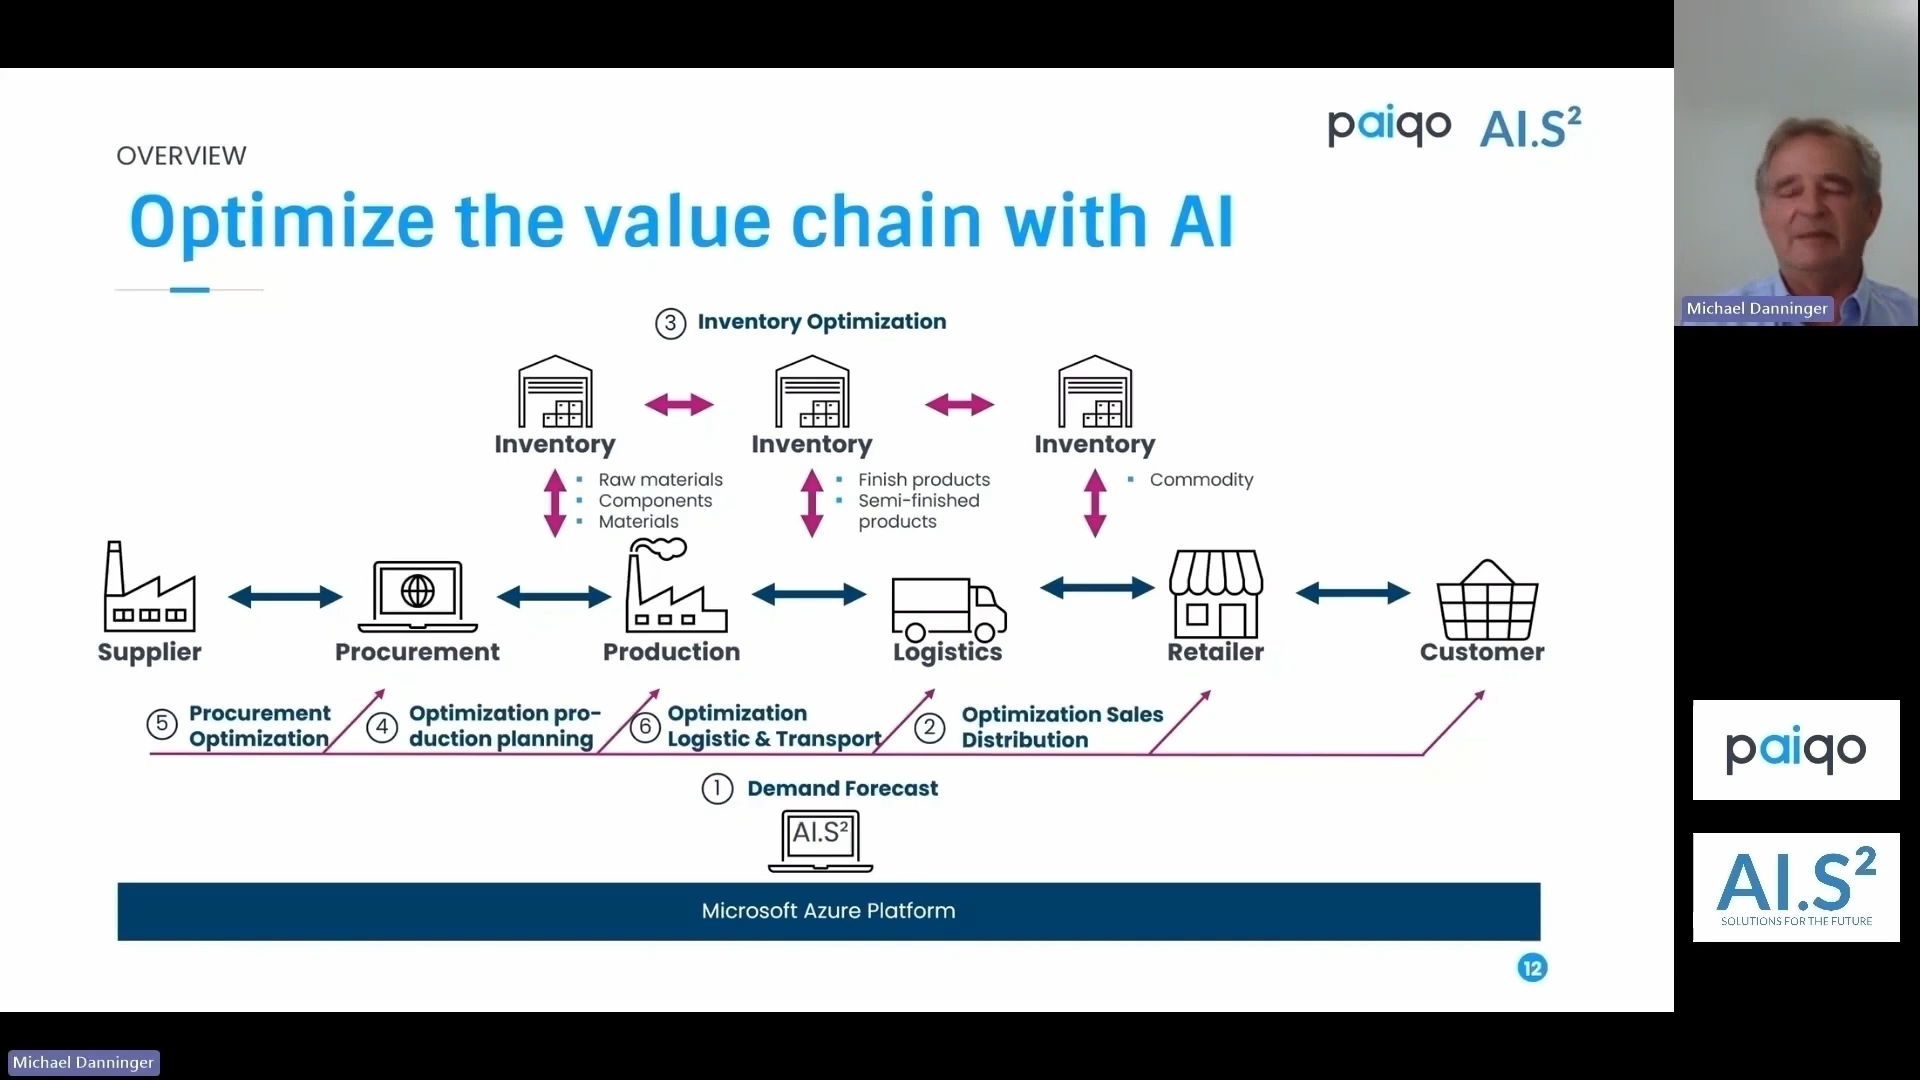 paiqo AI.S²
OVERVIEW
Optimize the value chain with AI
3 Inventory Optimization
Inventory
Inventory
Inventory
Raw materials
Components
Materials
Finish products
Semi-finished
products
Commodity
Supplier
Procurement
Production
Logistics
Retailer
Customer
5 Procurement
Optimization
4 Optimization pro-
duction planning
6 Optimization
Logistic & Transport
2 Optimization Sales
Distribution
1 Demand Forecast
AI.S²
Microsoft Azure Platform
12
Michael Danninger
paiqo
AI.S²
SOLUTIONS FOR THE FUTURE
Michael Danninger